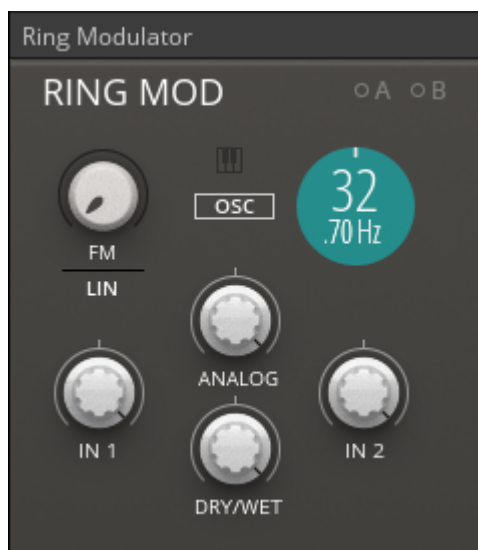 Ring Modulator
RING MOD
A B
OSC
32
.70 Hz
FM
LIN
ANALOG
IN 1
IN 2
DRY/WET